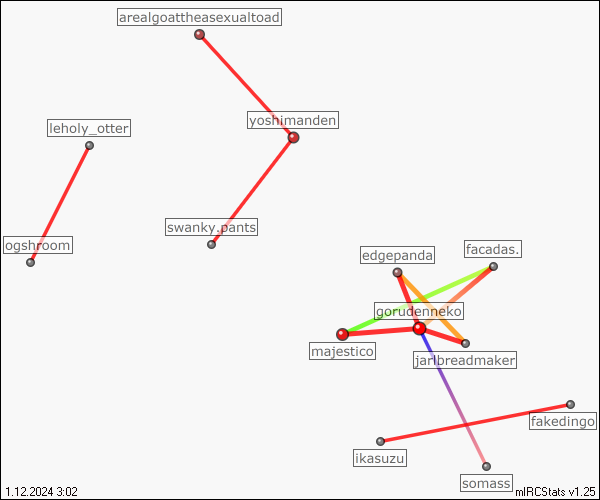 arealgoattheasexualtoad
yoshimanden
leholy_otter
swanky.pants
ogshroom
edgepanda
facadas.
gorudenneko
majestico
jarlbreadmaker
fakedingo
ikasuzu
somass
1.12.2024 3:02
mIRCStats v1.25